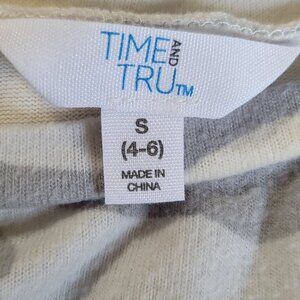 TIME AND
TRU™
S
(4-6)
MADE IN
CHINA